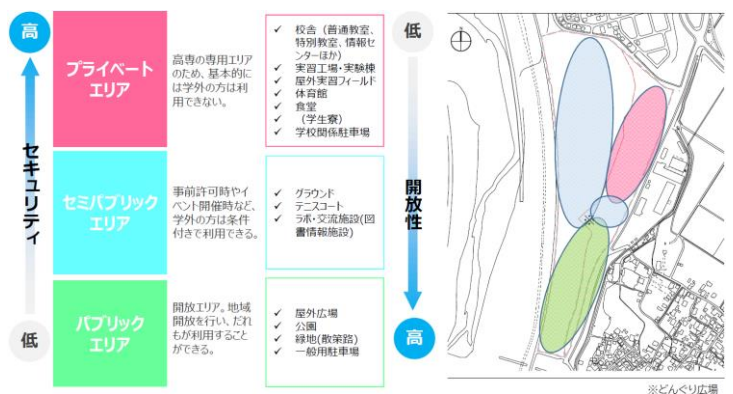 高
セキュリティ
低
プライベート
エリア
高専の専用エリア
のため、基本的に
は学外の方は利
用できない。
✓ 校舎（普通教室、
特別教室、情報セ
ンターほか）
✓ 実習工場・実験棟
✓ 屋外実習フィールド
✓ 体育館
✓ 食堂
✓ （学生寮）
✓ 学校関係駐車場
セミパブリック
エリア
事前許可時やイ
ベント開催時など、
学外の方は条件
付きで利用できる。
✓ グラウンド
✓ テニスコート
✓ ラボ・交流施設(図
書情報施設)
パブリック
エリア
開放エリア。地域
開放を行い、だれ
もが利用すること
ができる。
✓ 屋外広場
✓ 公園
✓ 緑地(散策路)
✓ 一般用駐車場
低
開放性
高
※どんぐり広場